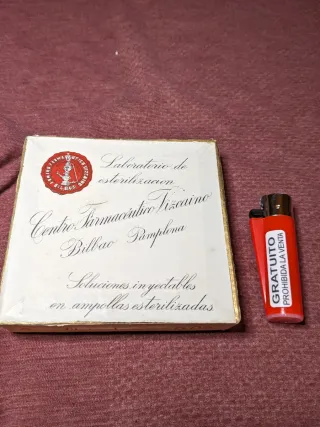 Laboratorio de
esterilización
Centro Farmacéutico Vizcaino
Bilbao Pamplona
Soluciones inyectables
en ampollas esterilizadas
GRATUITO
PROHIBIDA LA VENTA